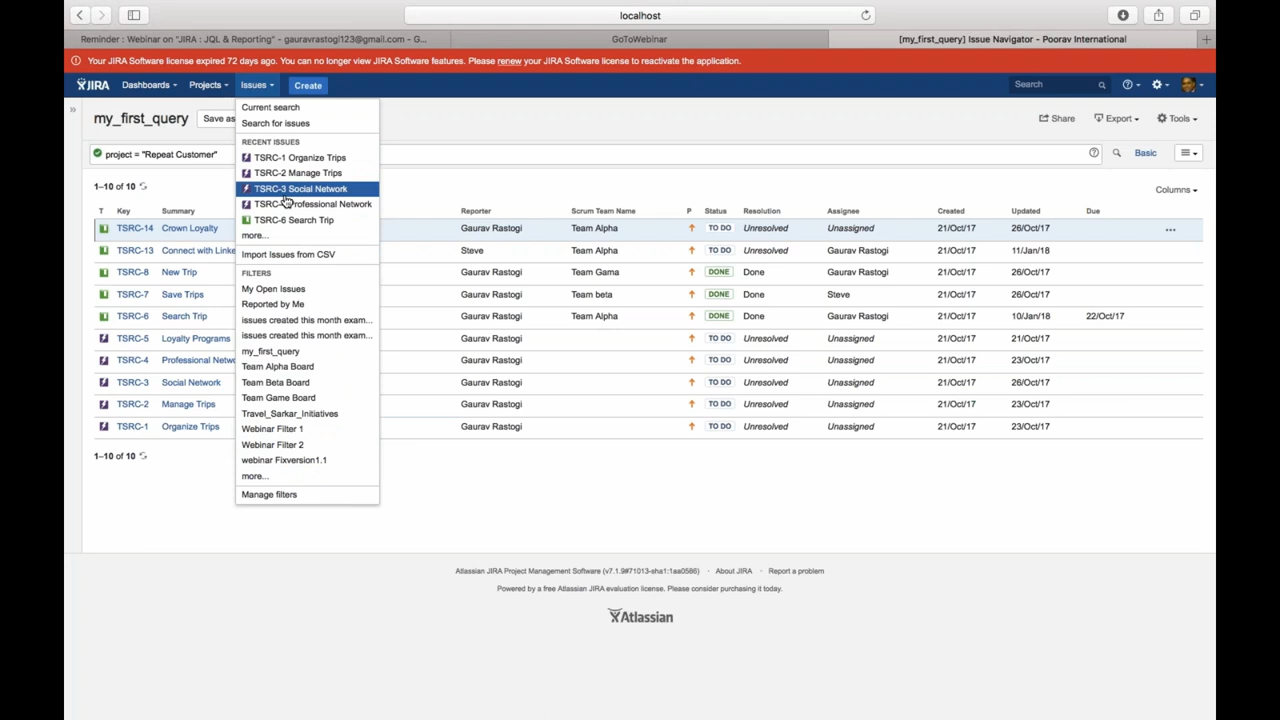 localhost
Reminder : Webinar on "JIRA : JQL & Reporting" - gauravrastogi123@gmail.com - G...
GoToWebinar
[my_first_query] Issue Navigator - Poorav International
Your JIRA Software license expired 72 days ago. You can no longer view JIRA Software features. Please renew your JIRA Software license to reactivate the application.
JIRA Dashboards Projects Issues Create Search
my_first_query Save as Share Export Tools
project = "Repeat Customer" Basic
1–10 of 10 Columns
T Key Summary Reporter Scrum Team Name P Status Resolution Assignee Created Updated Due
TSRC-14 Crown Loyalty Gaurav Rastogi Team Alpha TO DO Unresolved Unassigned 21/Oct/17 26/Oct/17
TSRC-13 Connect with Linke Steve Team Alpha TO DO Unresolved Gaurav Rastogi 21/Oct/17 11/Jan/18
TSRC-8 New Trip Gaurav Rastogi Team Gama DONE Done Gaurav Rastogi 21/Oct/17 26/Oct/17
TSRC-7 Save Trips Gaurav Rastogi Team beta DONE Done Steve 21/Oct/17 26/Oct/17
TSRC-6 Search Trip Gaurav Rastogi Team Alpha DONE Done Gaurav Rastogi 21/Oct/17 10/Jan/18 22/Oct/17
TSRC-5 Loyalty Programs Gaurav Rastogi TO DO Unresolved Unassigned 21/Oct/17 21/Oct/17
TSRC-4 Professional Netwo Gaurav Rastogi TO DO Unresolved Unassigned 21/Oct/17 23/Oct/17
TSRC-3 Social Network Gaurav Rastogi TO DO Unresolved Unassigned 21/Oct/17 26/Oct/17
TSRC-2 Manage Trips Gaurav Rastogi TO DO Unresolved Unassigned 21/Oct/17 23/Oct/17
TSRC-1 Organize Trips Gaurav Rastogi TO DO Unresolved Unassigned 21/Oct/17 23/Oct/17
1–10 of 10
Current search
Search for issues
RECENT ISSUES
TSRC-1 Organize Trips
TSRC-2 Manage Trips
TSRC-3 Social Network
Professional Network
TSRC-6 Search Trip
more...
Import Issues from CSV
FILTERS
My Open Issues
Reported by Me
issues created this month exam...
issues created this month exam...
my_first_query
Team Alpha Board
Team Beta Board
Team Game Board
Travel_Sarkar_Initiatives
Webinar Filter 1
Webinar Filter 2
webinar Fixversion1.1
more...
Manage filters
Atlassian JIRA Project Management Software (v7.1.9#71013-sha1:1aa0586) · About JIRA · Report a problem
Powered by a free Atlassian JIRA evaluation license. Please consider purchasing it today.
Atlassian